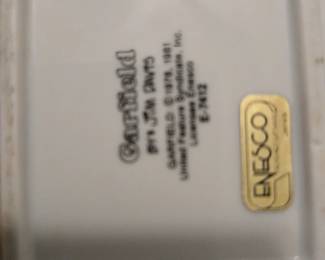 Garfield
BY: JIM DAVIS
GARFIELD: © 1978, 1981
United Feature Syndicate, Inc.
Licensee Enesco
E-7412
ENESCO